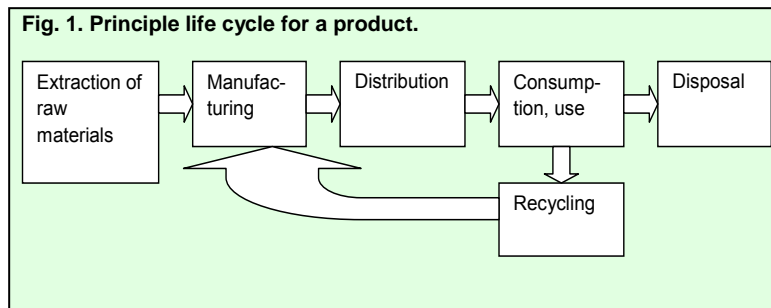 Fig. 1. Principle life cycle for a product.
Extraction of
raw
materials
Manufac-
turing
Distribution
Consump-
tion, use
Disposal
Recycling